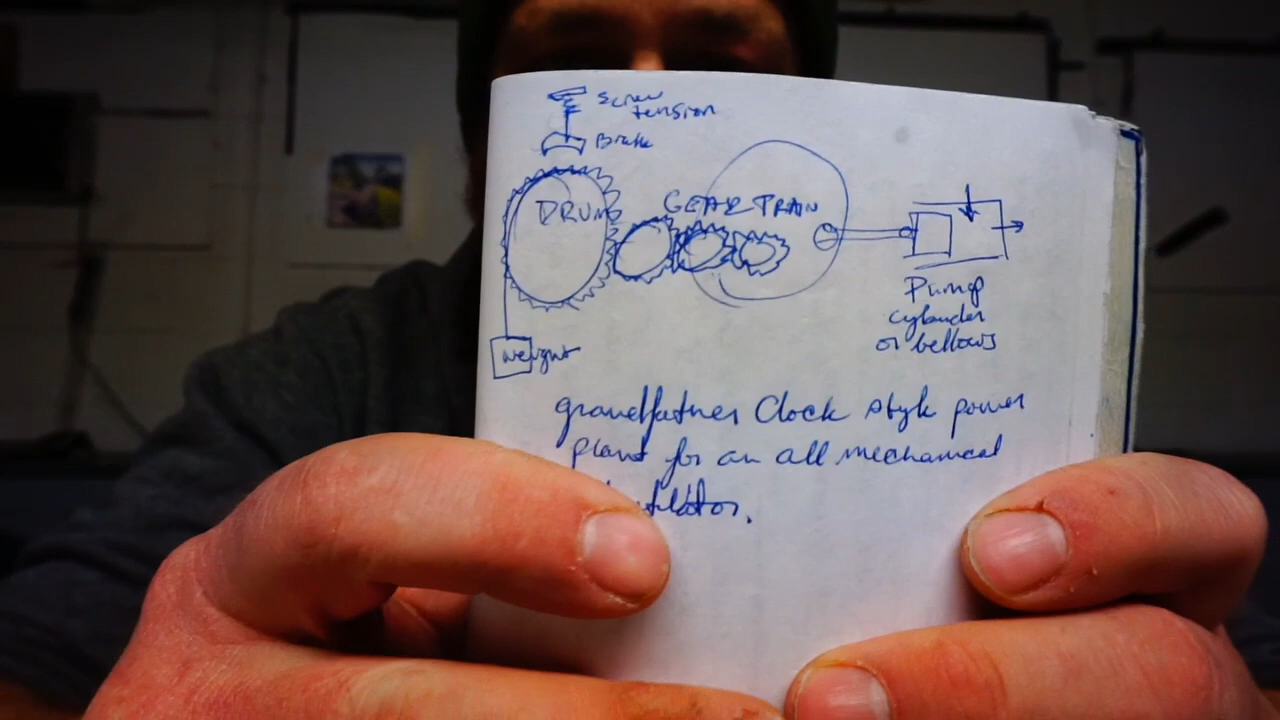 Screw
tension
Brake
DRUM
GEAR TRAIN
Pump
cylinder
or bellows
weight
grandfather Clock style power
plant for an all mechanical